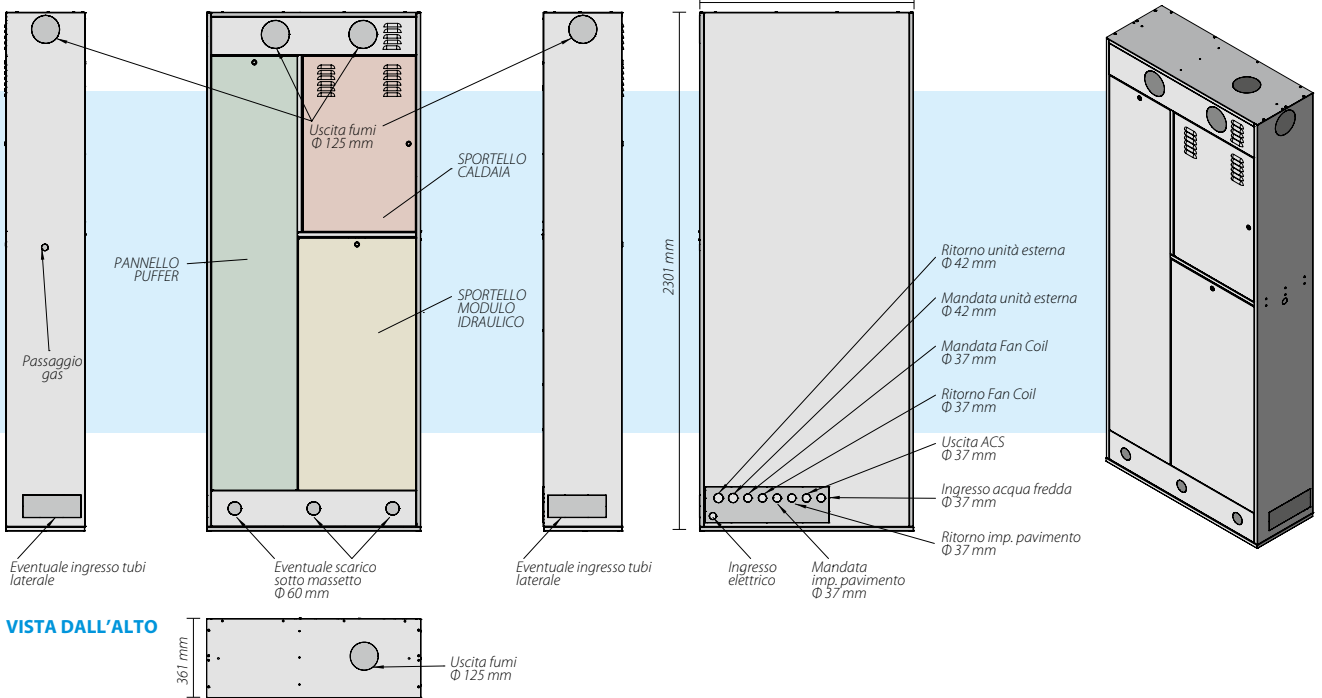 Uscita fumi
Φ 125 mm
SPORTELLO
CALDAIA
PANNELLO
PUFFER
SPORTELLO
MODULO
IDRAULICO
Passaggio
gas
2301 mm
Ritorno unità esterna
Φ 42 mm
Mandata unità esterna
Φ 42 mm
Mandata Fan Coil
Φ 37 mm
Ritorno Fan Coil
Φ 37 mm
Uscita ACS
Φ 37 mm
Ingresso acqua fredda
Φ 37 mm
Ritorno imp. pavimento
Φ 37 mm
Eventuale ingresso tubi
laterale
Eventuale scarico
sotto massetto
Φ 60 mm
Eventuale ingresso tubi
laterale
Ingresso
elettrico
Mandata
imp. pavimento
Φ 37 mm
VISTA DALL'ALTO
361 mm
Uscita fumi
Φ 125 mm